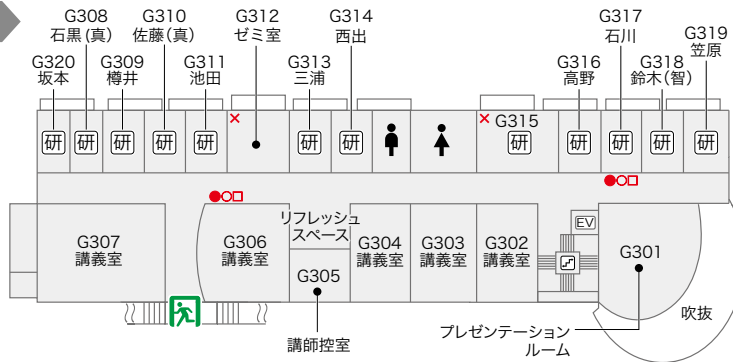 G308
石黒(真)
G310
佐藤(真)
G312
ゼミ室
G314
西出
G317
石川
G319
笠原
G320
坂本
G309
樽井
G311
池田
G313
三浦
G316
高野
G318
鈴木(智)
研
研
研
研
研
研
研
G315
研
研
研
研
研
リフレッシュ
スペース
G307
講義室
G306
講義室
G305
G304
講義室
G303
講義室
G302
講義室
EV
G301
吹抜
講師控室
プレゼンテーション
ルーム